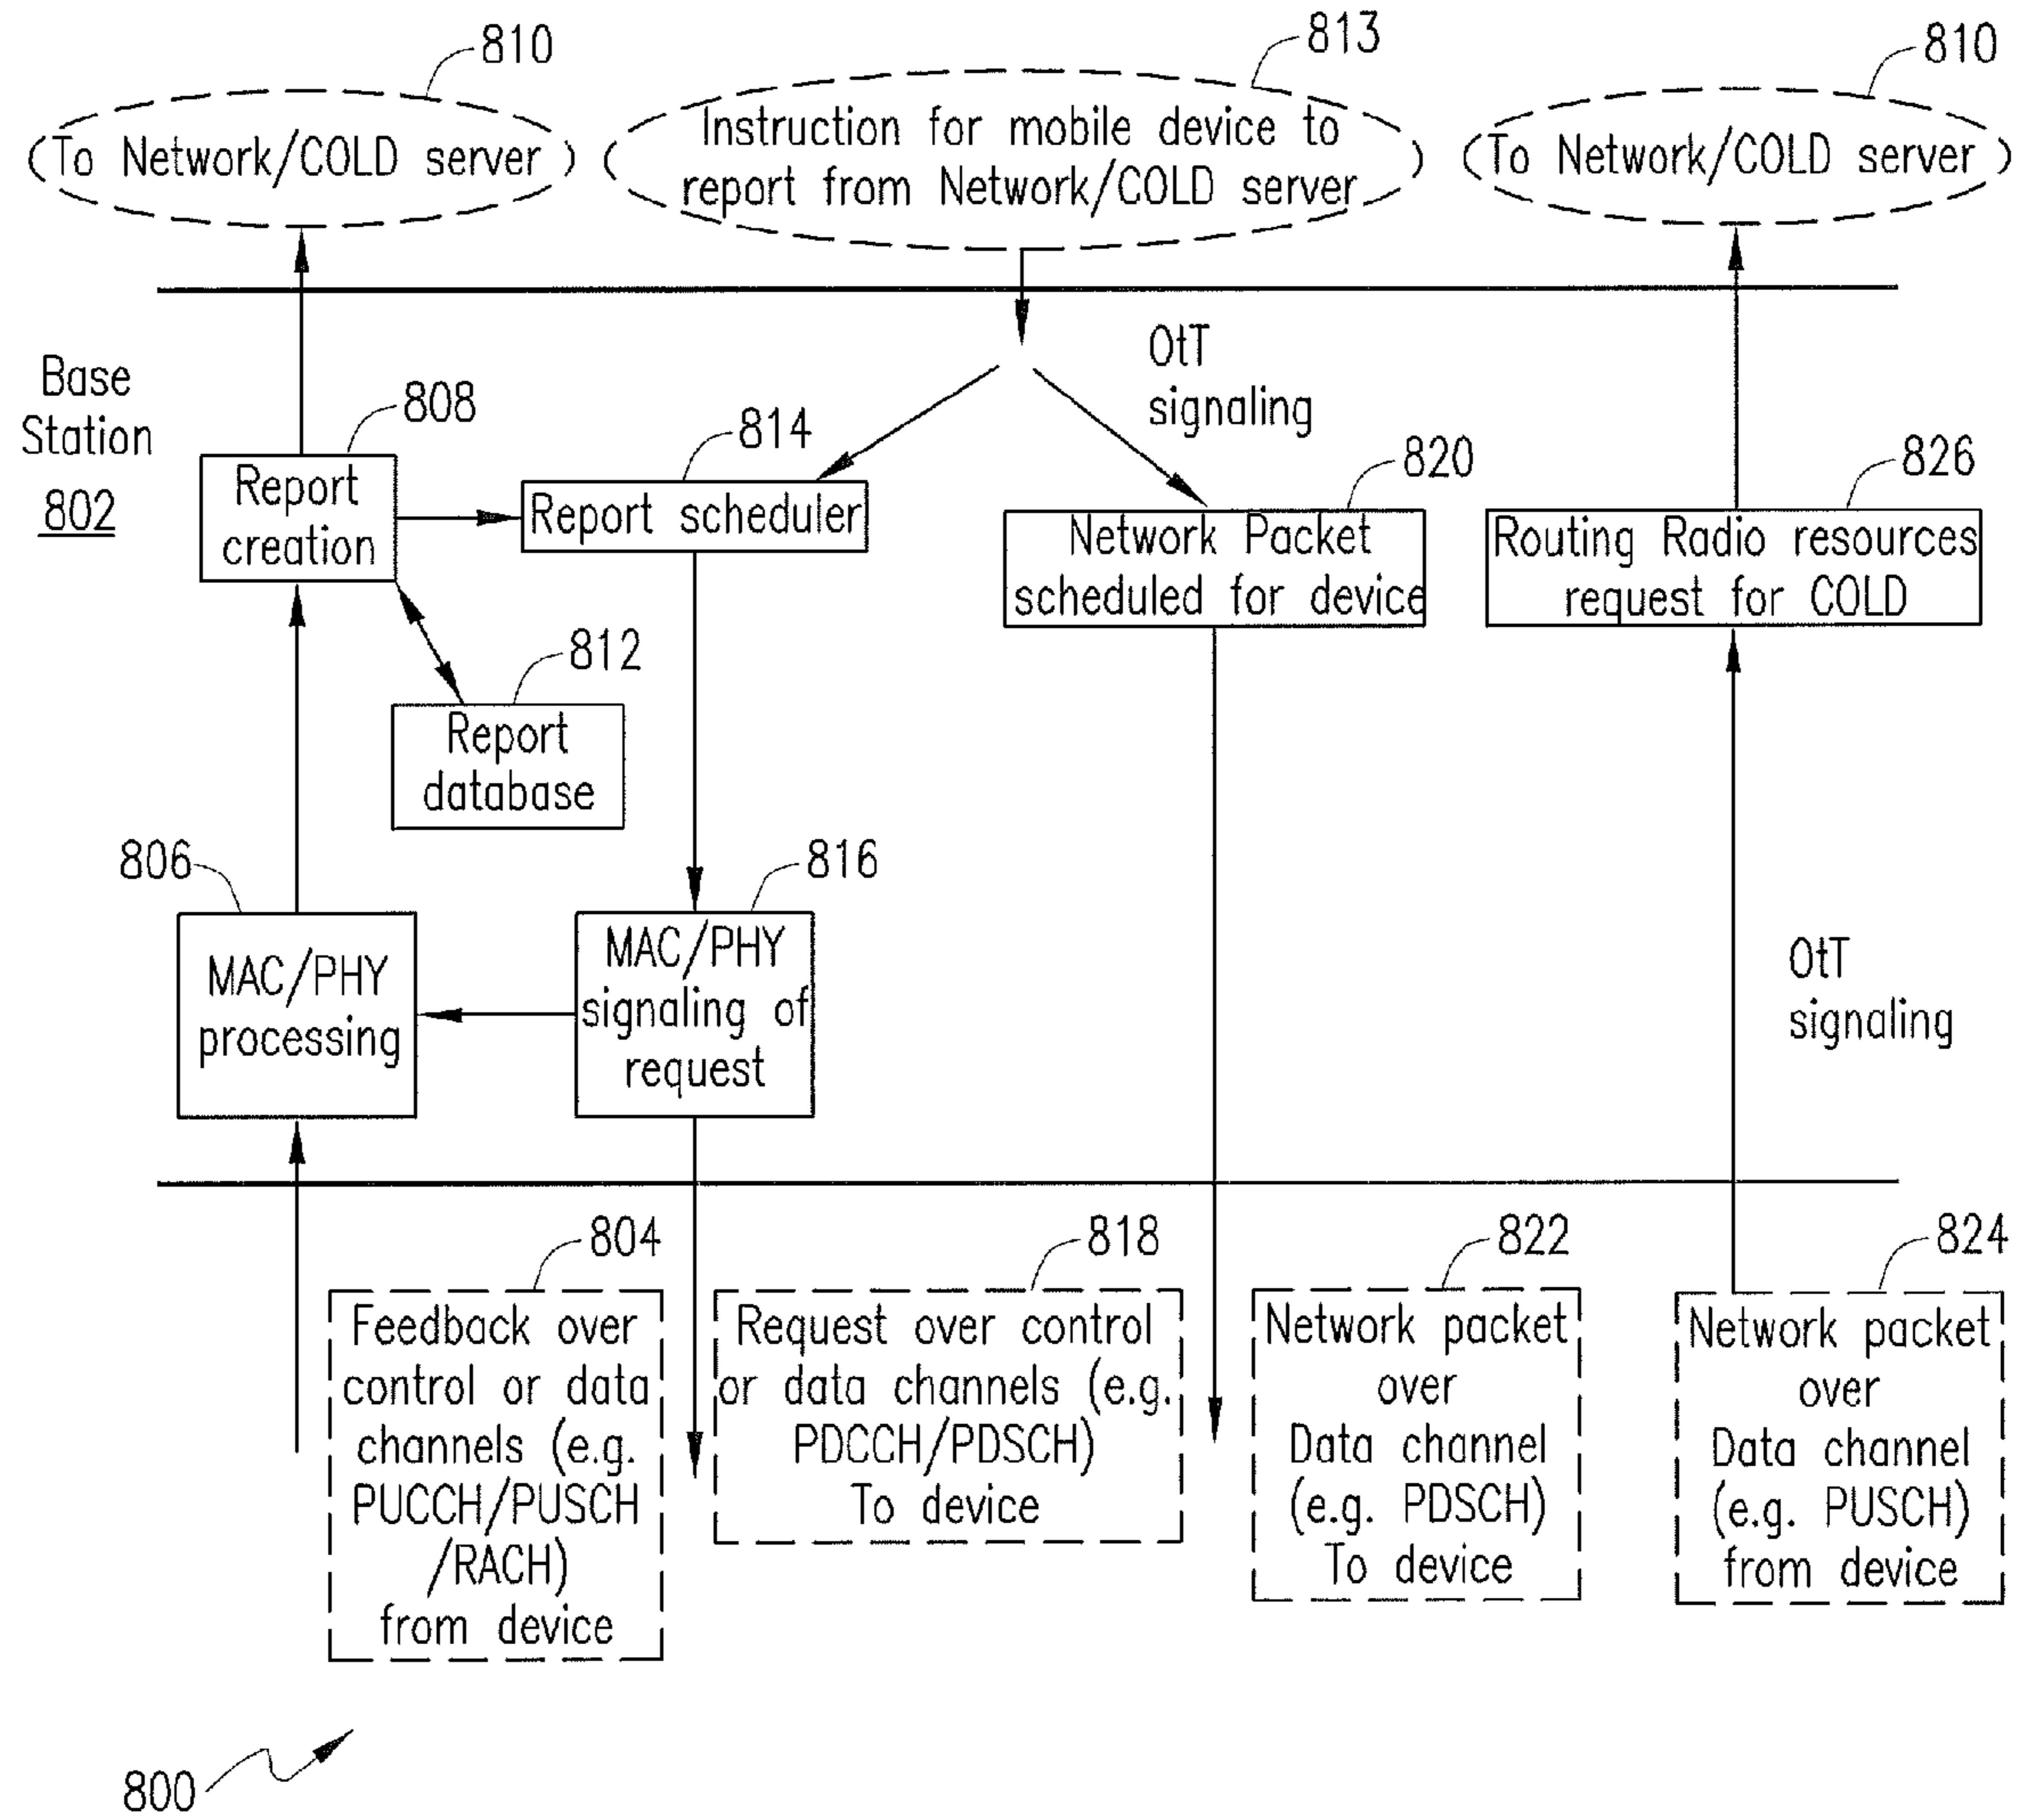 810
813
810
To Network/COLD server
Instruction for mobile device to
report from Network/COLD server
To Network/COLD server
Base
Station
802
808
Report
creation
814
Report scheduler
OtT
signaling
820
Network Packet
scheduled for device
826
Routing Radio resources
request for COLD
812
Report
database
806
MAC/PHY
processing
816
MAC/PHY
signaling of
request
OtT
signaling
804
Feedback over
control or data
channels (e.g.
PUCCH/PUSCH
/RACH)
from device
818
Request over control
or data channels (e.g.
PDCCH/PDSCH)
To device
822
Network packet
over
Data channel
(e.g. PDSCH)
To device
824
Network packet
over
Data channel
(e.g. PUSCH)
from device
800